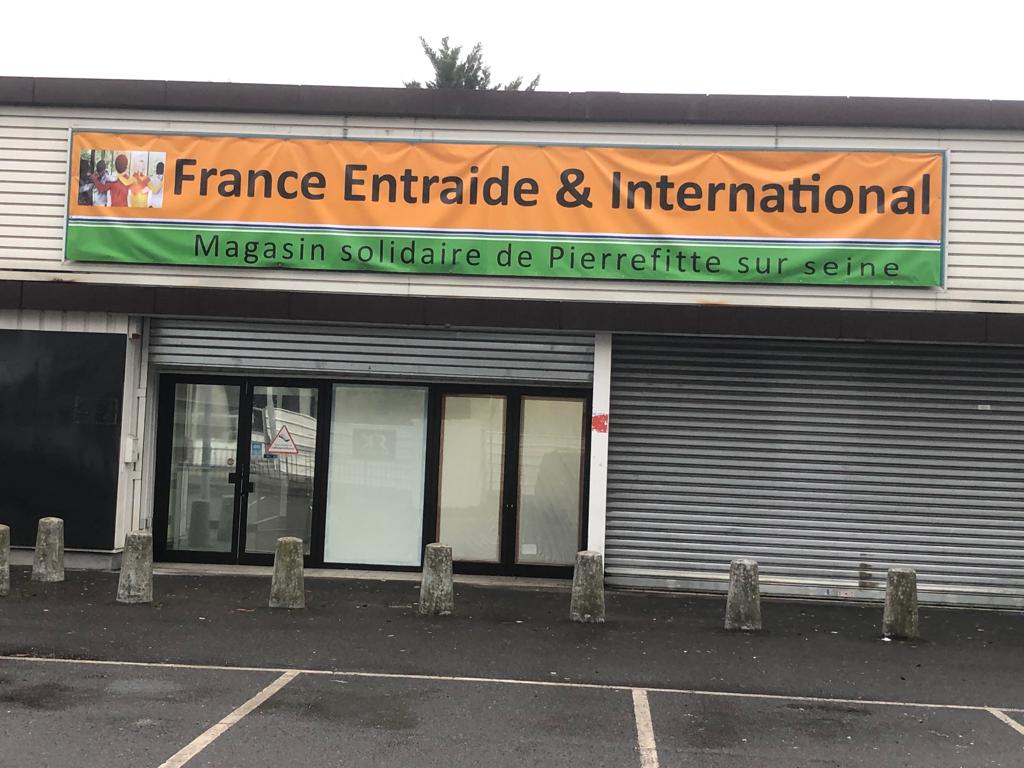 France Entraide & International
Magasin solidaire de Pierrefitte sur seine